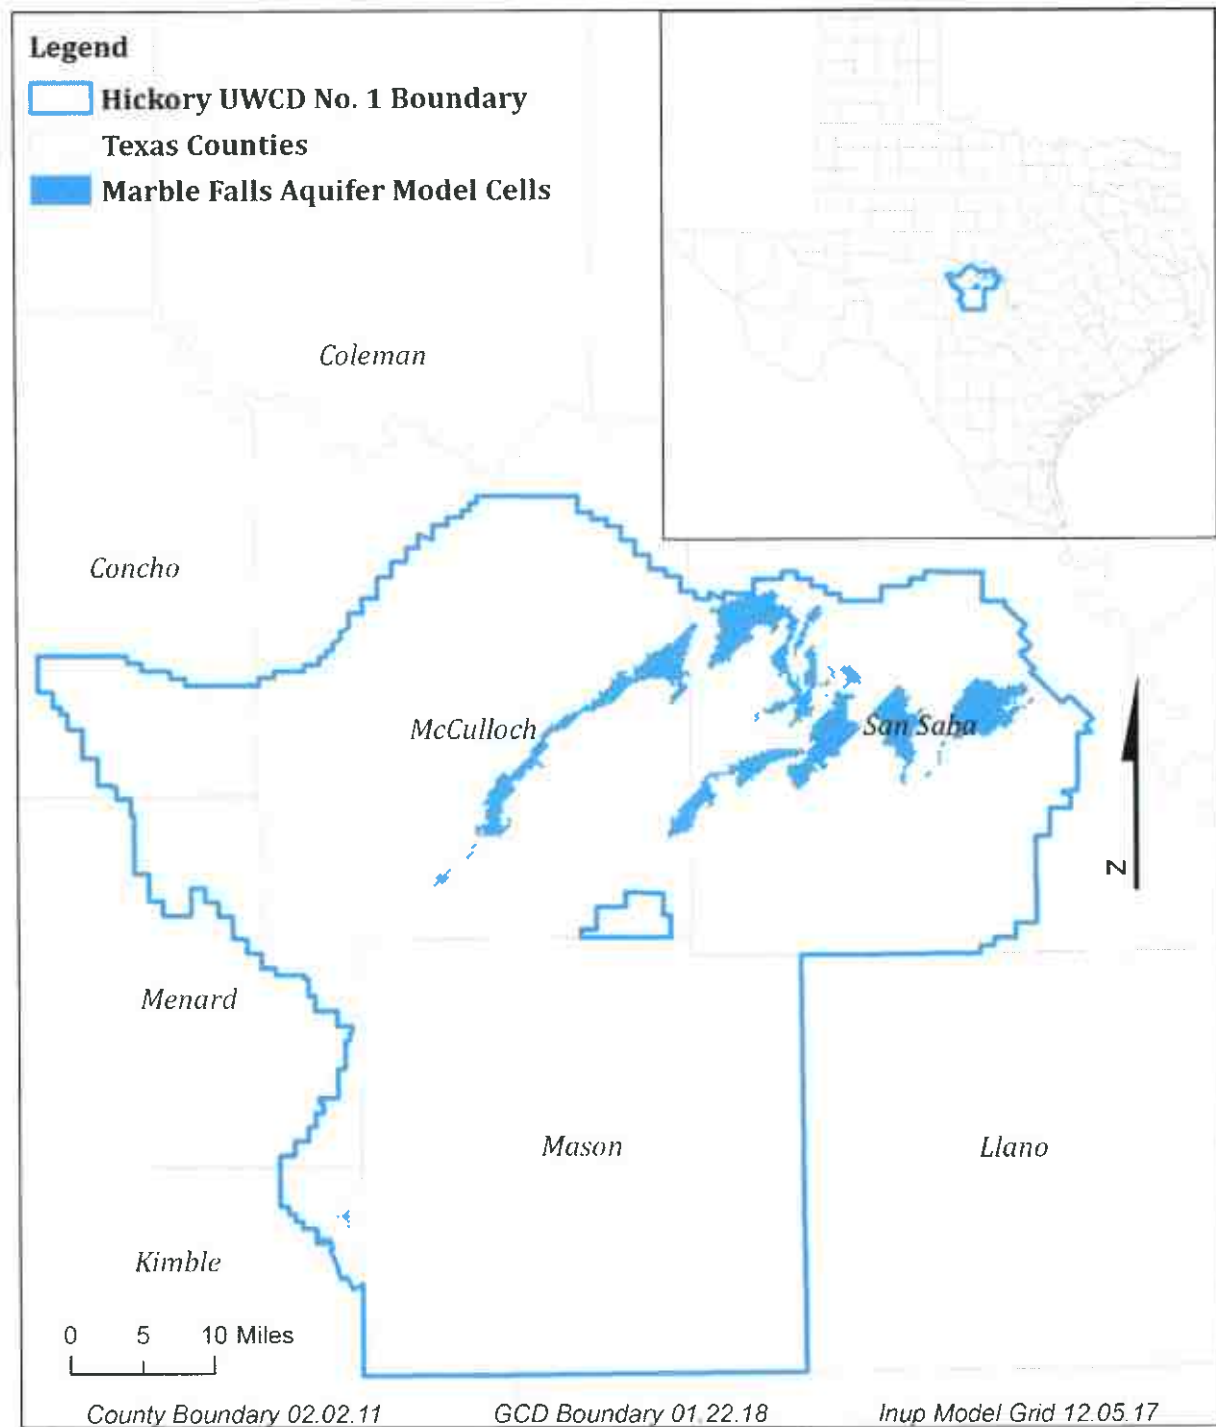 Legend
Hickory UWCD No. 1 Boundary
Texas Counties
Marble Falls Aquifer Model Cells
Coleman
Concho
McCulloch
San Saba
N
Menard
Mason
Llano
Kimble
0 5 10 Miles
County Boundary 02.02.11 GCD Boundary 01.22.18 lnup Model Grid 12.05.17